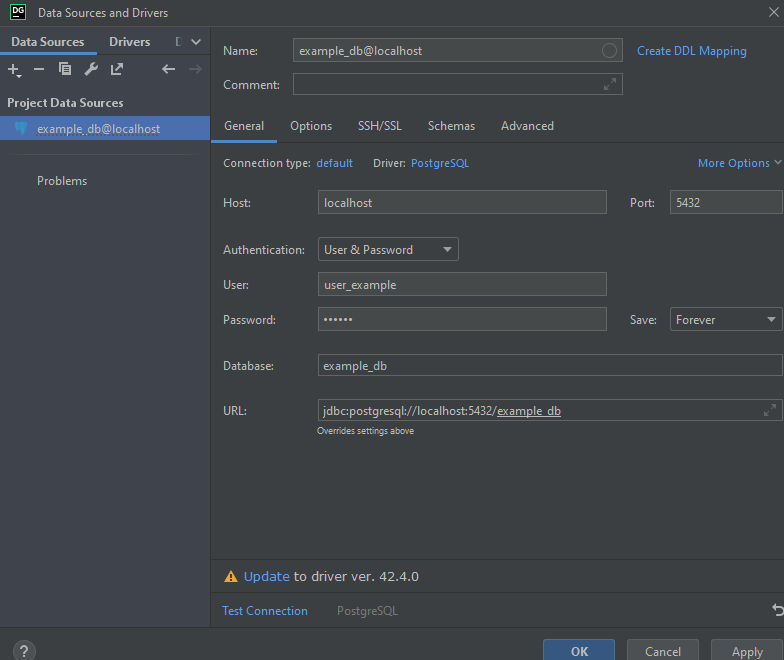 DG Data Sources and Drivers
Data Sources Drivers
Project Data Sources
example_db@localhost
Problems
Name: example_db@localhost Create DDL Mapping
Comment:
General Options SSH/SSL Schemas Advanced
Connection type: default Driver: PostgreSQL More Options
Host: localhost Port: 5432
Authentication: User & Password
User: user_example
Password: •••••• Save: Forever
Database: example_db
URL: jdbc:postgresql://localhost:5432/example_db
Overrides settings above
Update to driver ver. 42.4.0
Test Connection PostgreSQL
? OK Cancel Apply